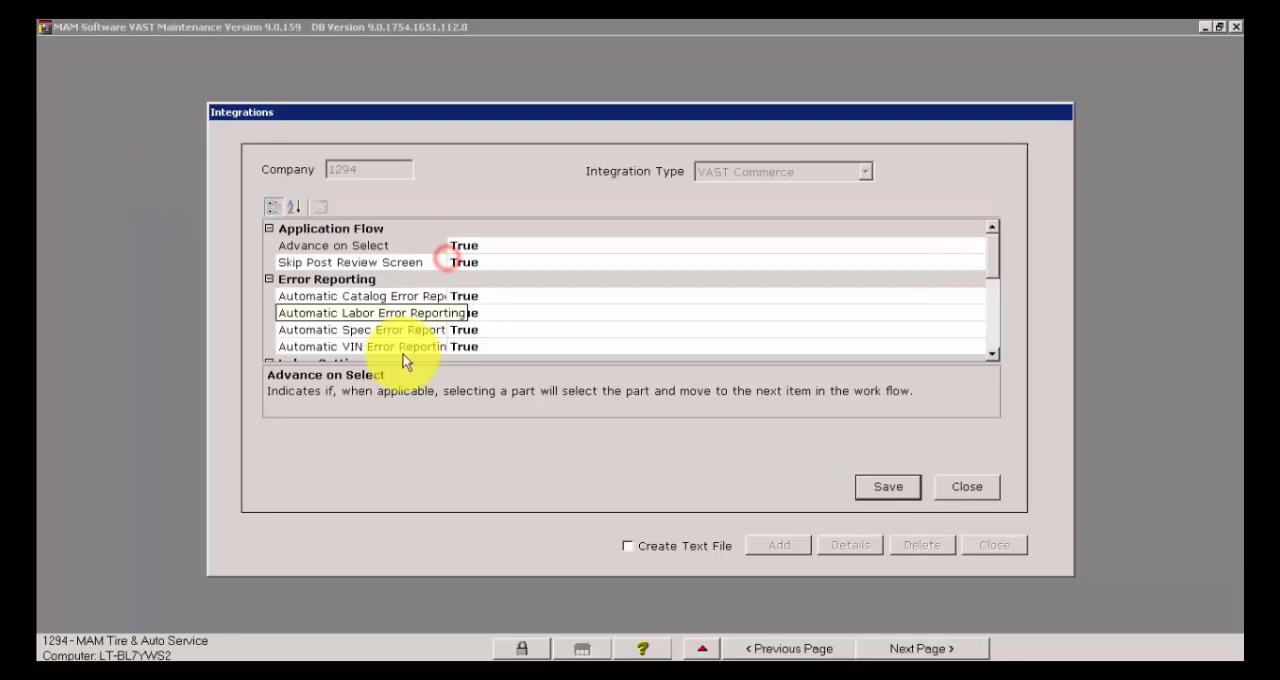 MAM Software VAST Maintenance Version 9.0.159 DB Version 9.0.1754.1651.112.0
Integrations
Company 1294 Integration Type VAST Commerce
Application Flow
Advance on Select True
Skip Post Review Screen True
Error Reporting
Automatic Catalog Error Rep True
Automatic Labor Error Reporting ue
Automatic Spec Error Report True
Automatic VIN Error Reportin True
Advance on Select
Indicates if, when applicable, selecting a part will select the part and move to the next item in the work flow.
Save Close
Create Text File Add Details Delete Close
1294 - MAM Tire & Auto Service
Computer: LT-BL7YWS2
? < Previous Page Next Page >